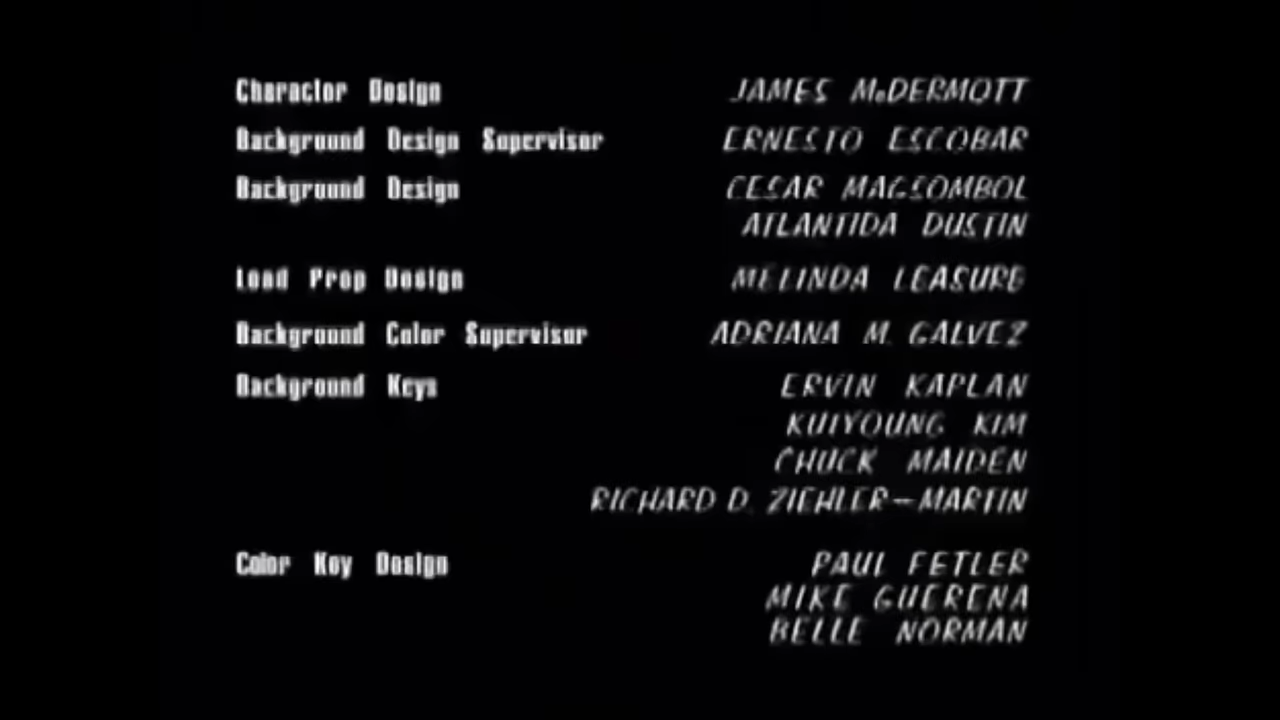 Character Design JAMES McDERMOTT
Background Design Supervisor ERNESTO ESCOBAR
Background Design CESAR MAGSOMBOL
ATLANTIDA DUSTIN
Lead Prop Design MELINDA LEASURE
Background Color Supervisor ADRIANA M. GALVEZ
Background Keys ERVIN KAPLAN
KUIYOUNG KIM
CHUCK MAIDEN
RICHARD D. ZIEHLER-MARTIN
Color Key Design PAUL FETLER
MIKE GUERENA
BELLE NORMAN